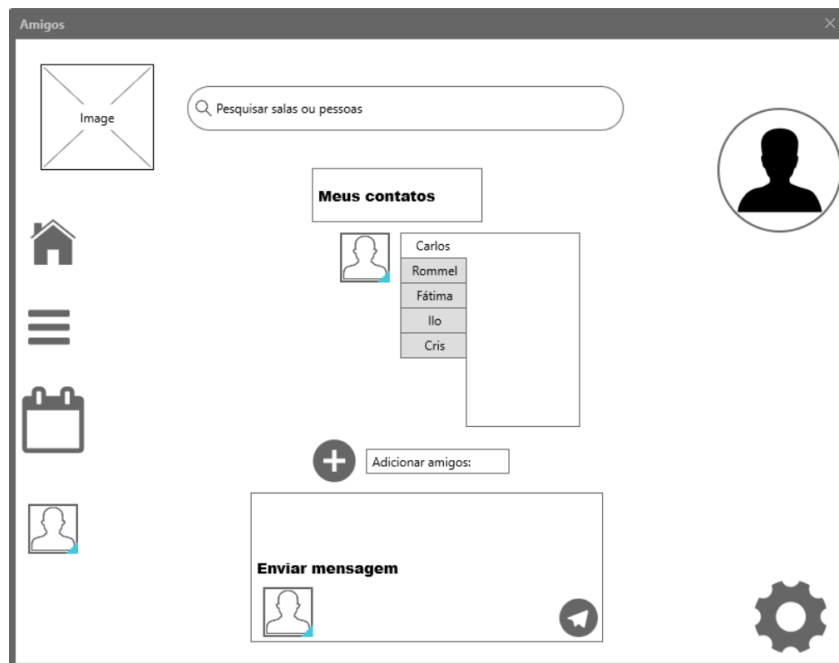 Amigos
Image
Pesquisar salas ou pessoas
Meus contatos
Carlos
Rommel
Fátima
Ilo
Cris
Adicionar amigos:
Enviar mensagem